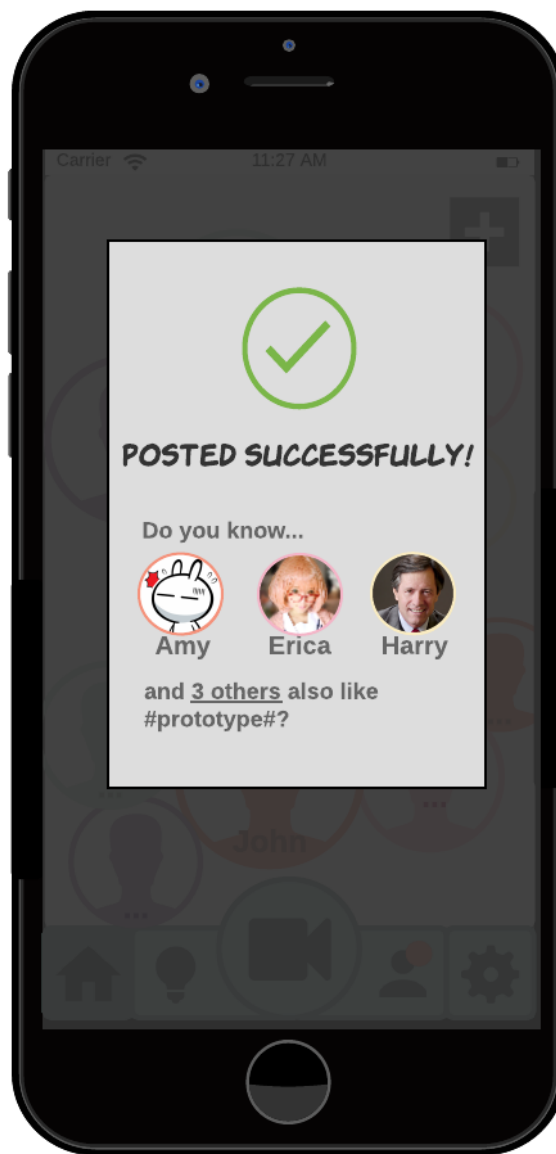 Carrier 11:27 AM
POSTED SUCCESSFULLY!
Do you know...
Amy Erica Harry
and 3 others also like
#prototype#?
...
...
John
...